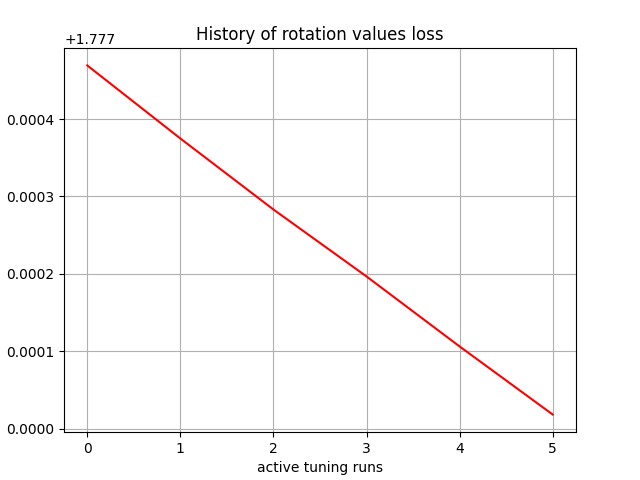 History of rotation values loss
+1.777
0.0004
0.0003
0.0002
0.0001
0.0000
0 1 2 3 4 5
active tuning runs